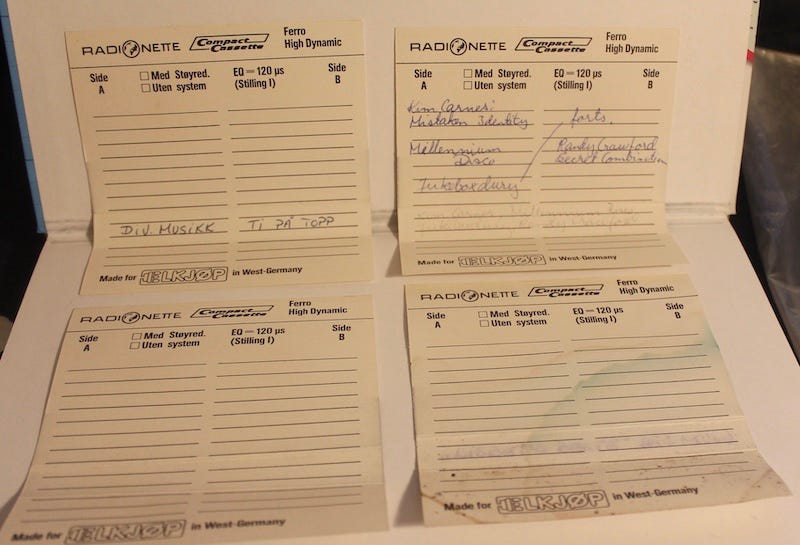 RADIONETTE Compact Cassette Ferro High Dynamic
Side A
Med Støyred.
Uten system
EQ — 120 µs
(Stilling I)
Side B
DIV. MUSIKK TI PÅ TOPP
Made for ELKJØP in West-Germany
RADIONETTE Compact Cassette Ferro High Dynamic
Side A
Med Støyred.
Uten system
EQ — 120 µs
(Stilling I)
Side B
Kim Carnes:
Mistaken Identity
forts.
Millennium
Disco
Randy Crawford
Secret Combination
Jukeboxdury
Made for ELKJØP in West-Germany
RADIONETTE Compact Cassette Ferro High Dynamic
Side A
Med Støyred.
Uten system
EQ — 120 µs
(Stilling I)
Side B
Made for ELKJØP in West-Germany
RADIONETTE Compact Cassette Ferro High Dynamic
Side A
Med Støyred.
Uten system
EQ — 120 µs
(Stilling I)
Side B
Made for ELKJØP in West-Germany